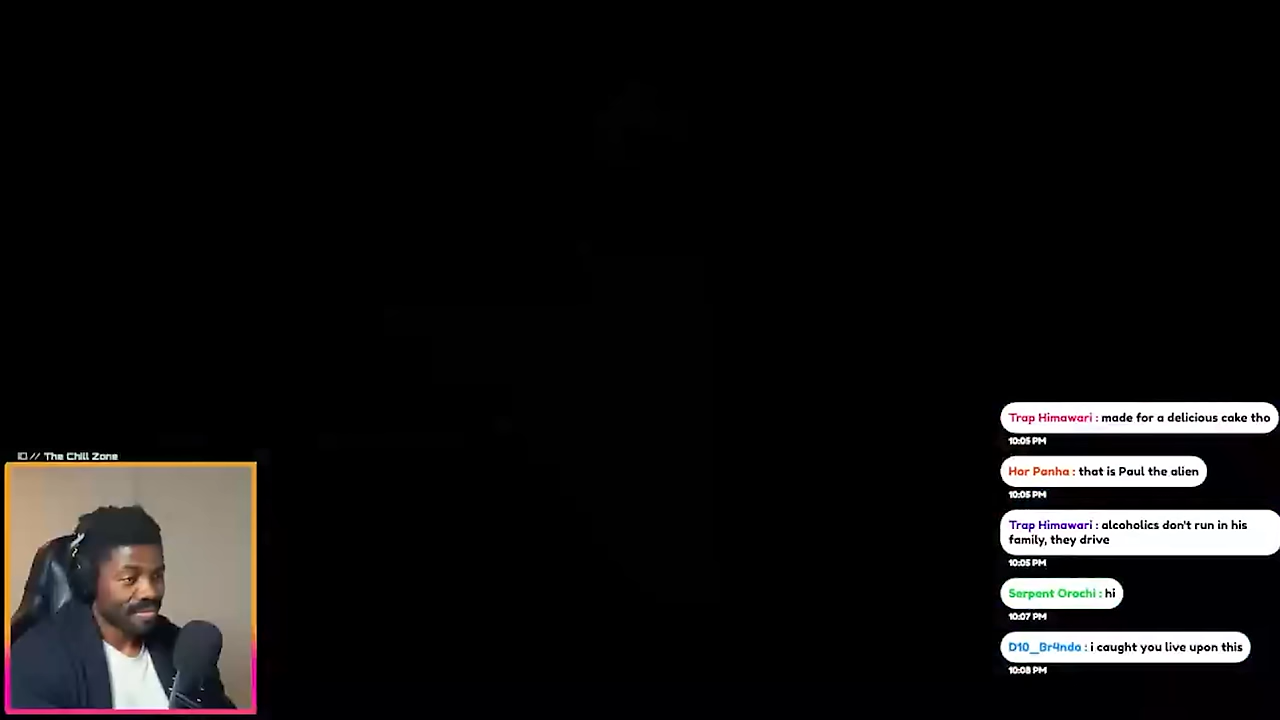 Trap Himawari : made for a delicious cake tho
10:05 PM
Hor Panha : that is Paul the alien
10:05 PM
Trap Himawari : alcoholics don't run in his
family, they drive
10:05 PM
Serpent Orochi : hi
10:07 PM
D10_Br4nda : i caught you live upon this
10:08 PM
// The Chill Zone